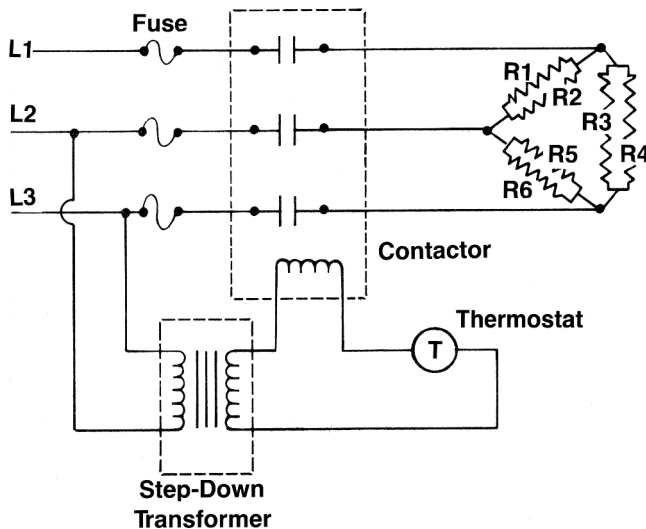 Fuse
L1
R1
R2
L2
R3
R4
R5
R6
L3
Contactor
Thermostat
T
Step-Down
Transformer